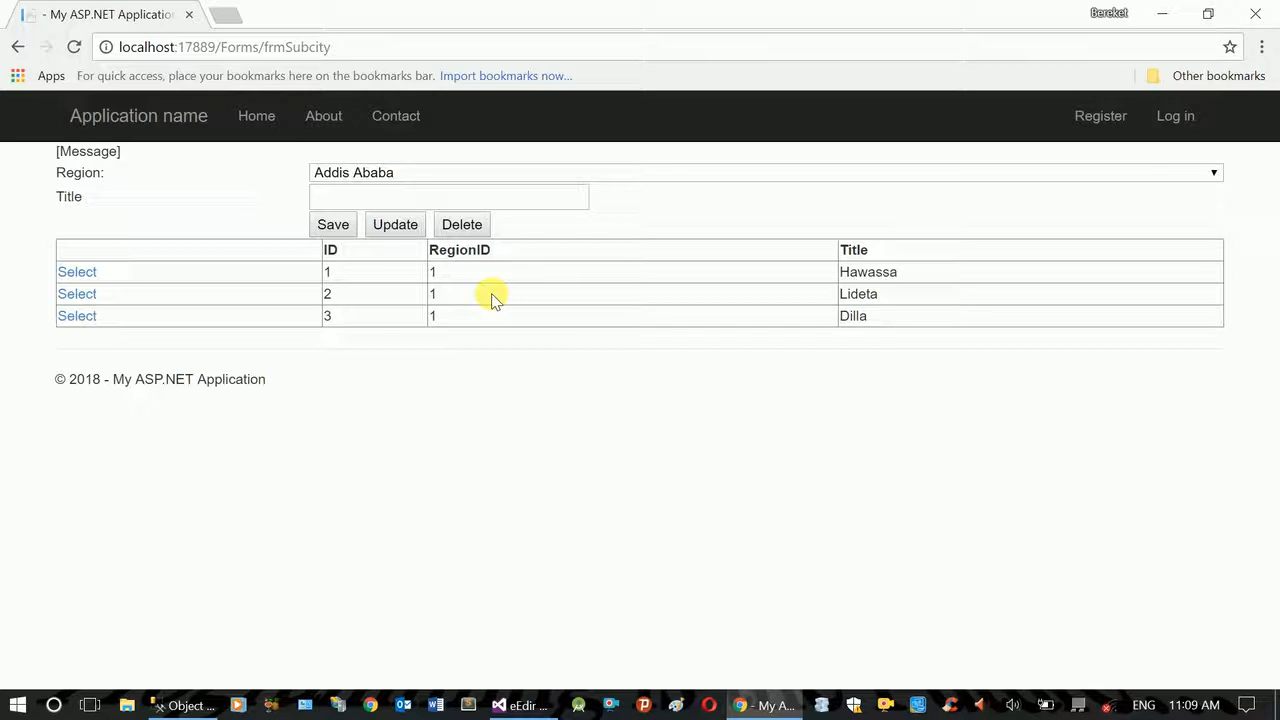 - My ASP.NET Applicatio
Bereket
localhost:17889/Forms/frmSubcity
Apps For quick access, place your bookmarks here on the bookmarks bar. Import bookmarks now... Other bookmarks
Application name Home About Contact Register Log in
[Message]
Region: Addis Ababa
Title
Save Update Delete
ID RegionID Title
Select 1 1 Hawassa
Select 2 1 Lideta
Select 3 1 Dilla
© 2018 - My ASP.NET Application
Object ... eEdir ... - My A... ENG 11:09 AM